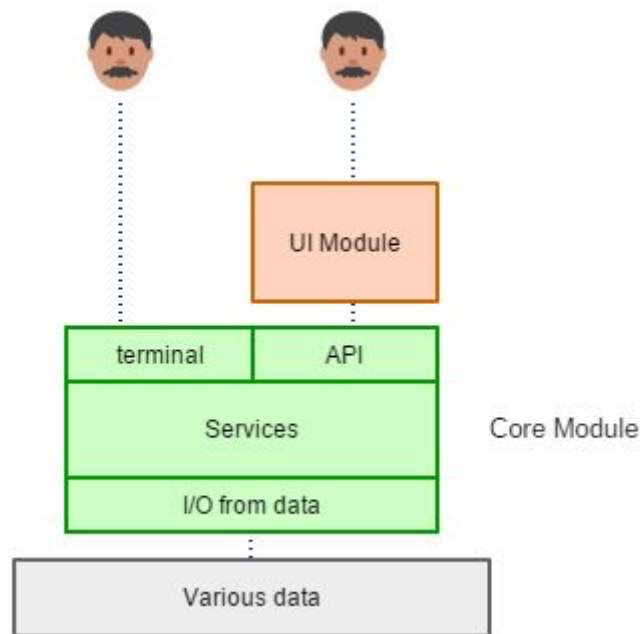 UI Module
terminal
API
Services
Core Module
I/O from data
Various data